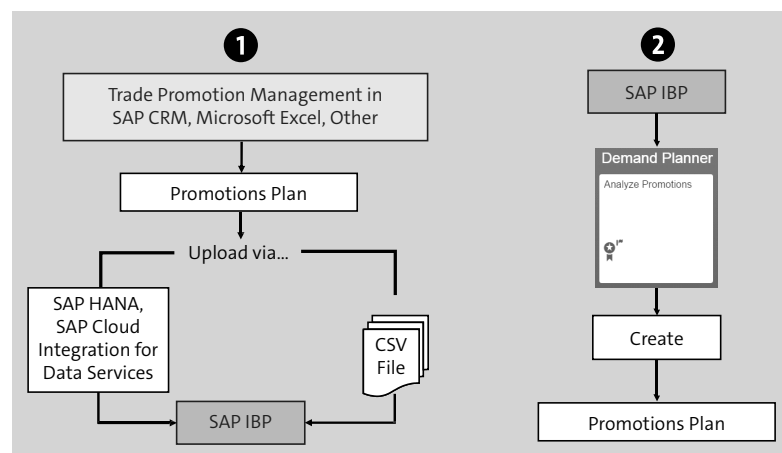 1
Trade Promotion Management in
SAP CRM, Microsoft Excel, Other
Promotions Plan
Upload via...
SAP HANA,
SAP Cloud
Integration for
Data Services
CSV
File
SAP IBP
2
SAP IBP
Demand Planner
Analyze Promotions
Create
Promotions Plan